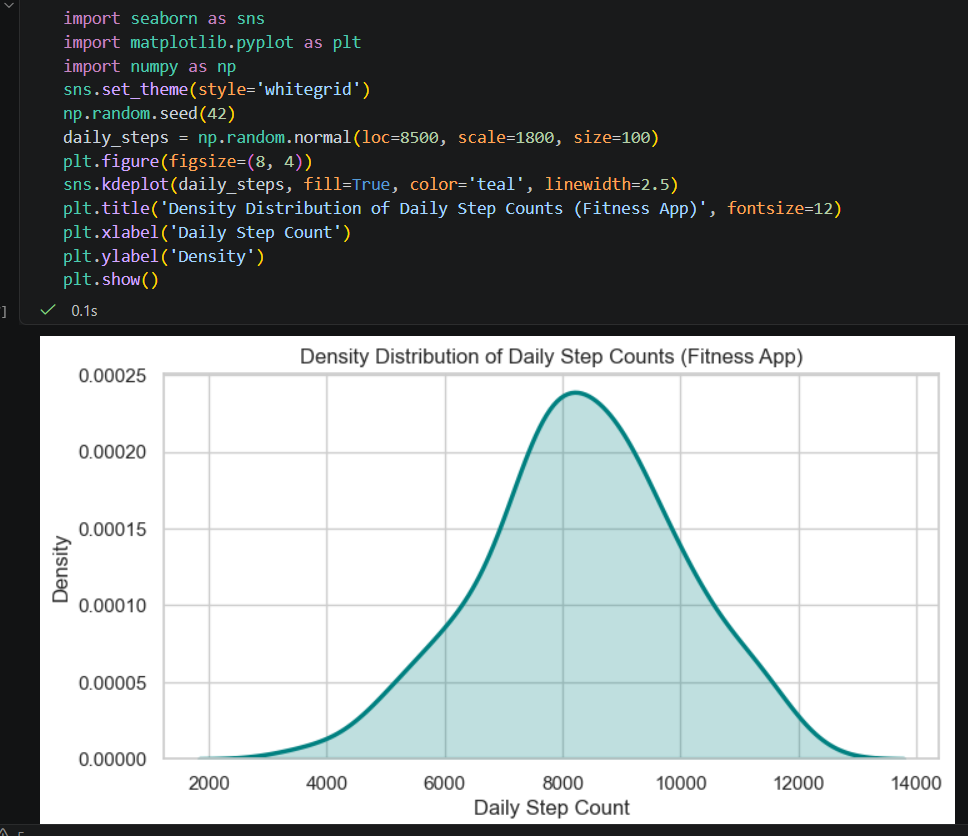 import seaborn as sns
import matplotlib.pyplot as plt
import numpy as np
sns.set_theme(style='whitegrid')
np.random.seed(42)
daily_steps = np.random.normal(loc=8500, scale=1800, size=100)
plt.figure(figsize=(8, 4))
sns.kdeplot(daily_steps, fill=True, color='teal', linewidth=2.5)
plt.title('Density Distribution of Daily Step Counts (Fitness App)', fontsize=12)
plt.xlabel('Daily Step Count')
plt.ylabel('Density')
plt.show()
] ✓ 0.1s
Density Distribution of Daily Step Counts (Fitness App)
0.00025
0.00020
0.00015
0.00010
0.00005
0.00000
Density
2000 4000 6000 8000 10000 12000 14000
Daily Step Count